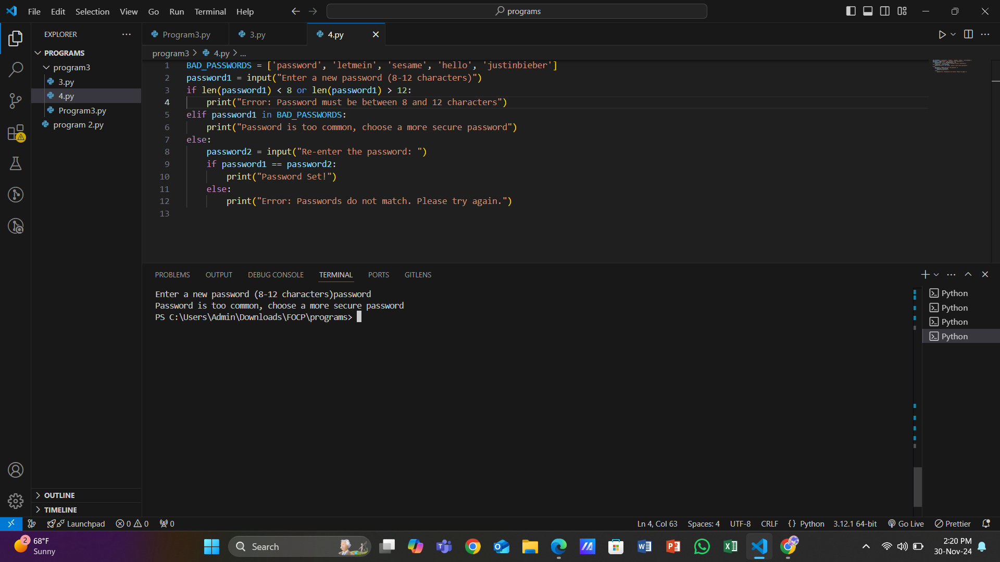 File Edit Selection View Go Run Terminal Help
programs
EXPLORER
PROGRAMS
program3
3.py
4.py
Program3.py
program 2.py
OUTLINE
TIMELINE
Program3.py 3.py 4.py
program3 > 4.py > ...
1 BAD_PASSWORDS = ['password', 'letmein', 'sesame', 'hello', 'justinbieber']
2 password1 = input("Enter a new password (8-12 characters)")
3 if len(password1) < 8 or len(password1) > 12:
4 print("Error: Password must be between 8 and 12 characters")
5 elif password1 in BAD_PASSWORDS:
6 print("Password is too common, choose a more secure password")
7 else:
8 password2 = input("Re-enter the password: ")
9 if password1 == password2:
10 print("Password Set!")
11 else:
12 print("Error: Passwords do not match. Please try again.")
13
PROBLEMS OUTPUT DEBUG CONSOLE TERMINAL PORTS GITLENS
Enter a new password (8-12 characters)password
Password is too common, choose a more secure password
PS C:\Users\Admin\Downloads\FOCP\programs>
Python
Python
Python
Python
Launchpad 0 0 0
Ln 4, Col 63 Spaces: 4 UTF-8 CRLF {} Python 3.12.1 64-bit Go Live Prettier
2
68°F
Sunny
Search
2:20 PM
30-Nov-24